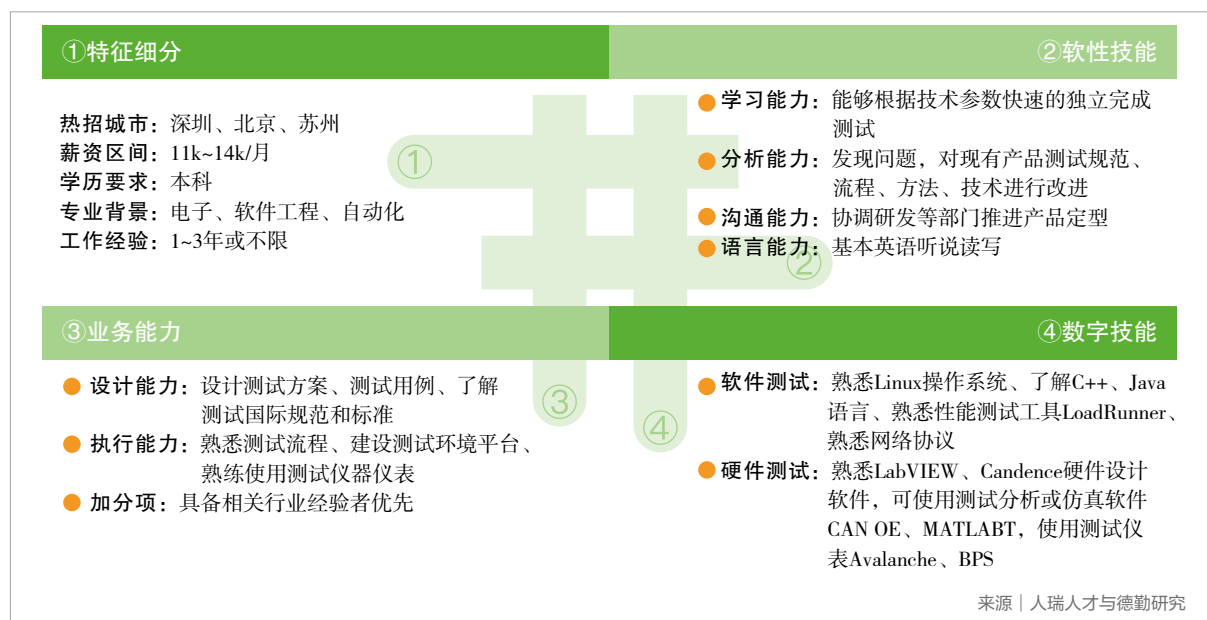 ①特征细分
热招城市：深圳、北京、苏州
薪资区间：11k~14k/月
学历要求：本科
专业背景：电子、软件工程、自动化
工作经验：1~3年或不限
①
②软性技能
学习能力：能够根据技术参数快速的独立完成
测试
分析能力：发现问题，对现有产品测试规范、
流程、方法、技术进行改进
沟通能力：协调研发等部门推进产品定型
语言能力：基本英语听说读写
②
③业务能力
设计能力：设计测试方案、测试用例、了解
测试国际规范和标准
执行能力：熟悉测试流程、建设测试环境平台、
熟练使用测试仪器仪表
加分项：具备相关行业经验者优先
③
④数字技能
软件测试：熟悉Linux操作系统、了解C++、Java
语言、熟悉性能测试工具LoadRunner、
熟悉网络协议
硬件测试：熟悉LabVIEW、Candence硬件设计
软件，可使用测试分析或仿真软件
CAN OE、MATLABT，使用测试仪
表Avalanche、BPS
④
来源｜人瑞人才与德勤研究